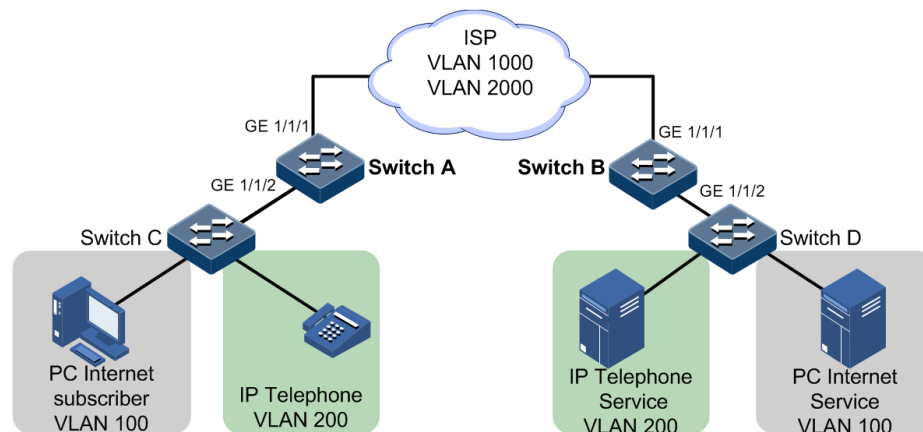 ISP
VLAN 1000
VLAN 2000
GE 1/1/1
GE 1/1/1
Switch A
Switch B
GE 1/1/2
GE 1/1/2
Switch C
Switch D
PC Internet
subscriber
VLAN 100
IP Telephone
VLAN 200
IP Telephone
Service
VLAN 200
PC Internet
Service
VLAN 100